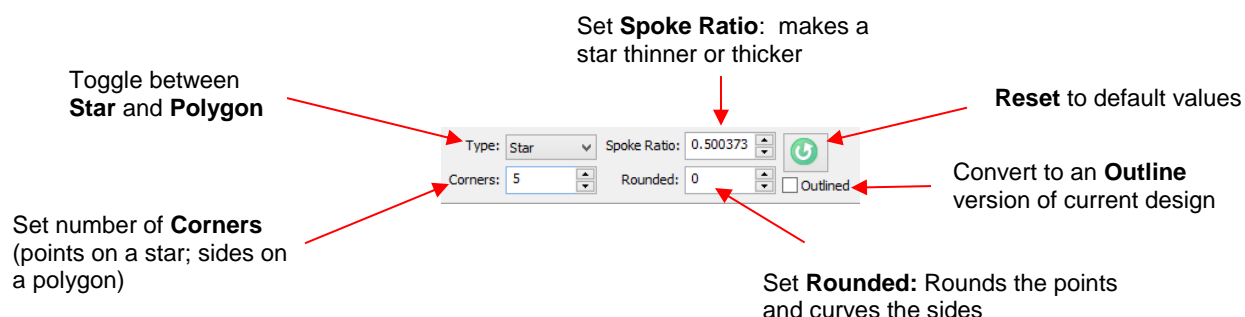 Set Spoke Ratio:  makes a
star thinner or thicker
Toggle between
Star and Polygon
Reset to default values
Type: Star Spoke Ratio: 0.500373
Corners: 5 Rounded: 0 Outlined
Convert to an Outline
version of current design
Set number of Corners
(points on a star; sides on
a polygon)
Set Rounded: Rounds the points
and curves the sides